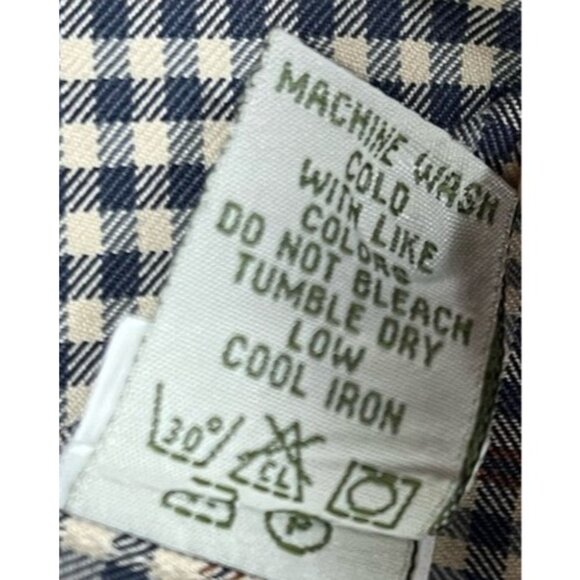 MACHINE WASH
COLD
WITH LIKE
COLORS
DO NOT BLEACH
TUMBLE DRY
LOW
COOL IRON
30° CL
P